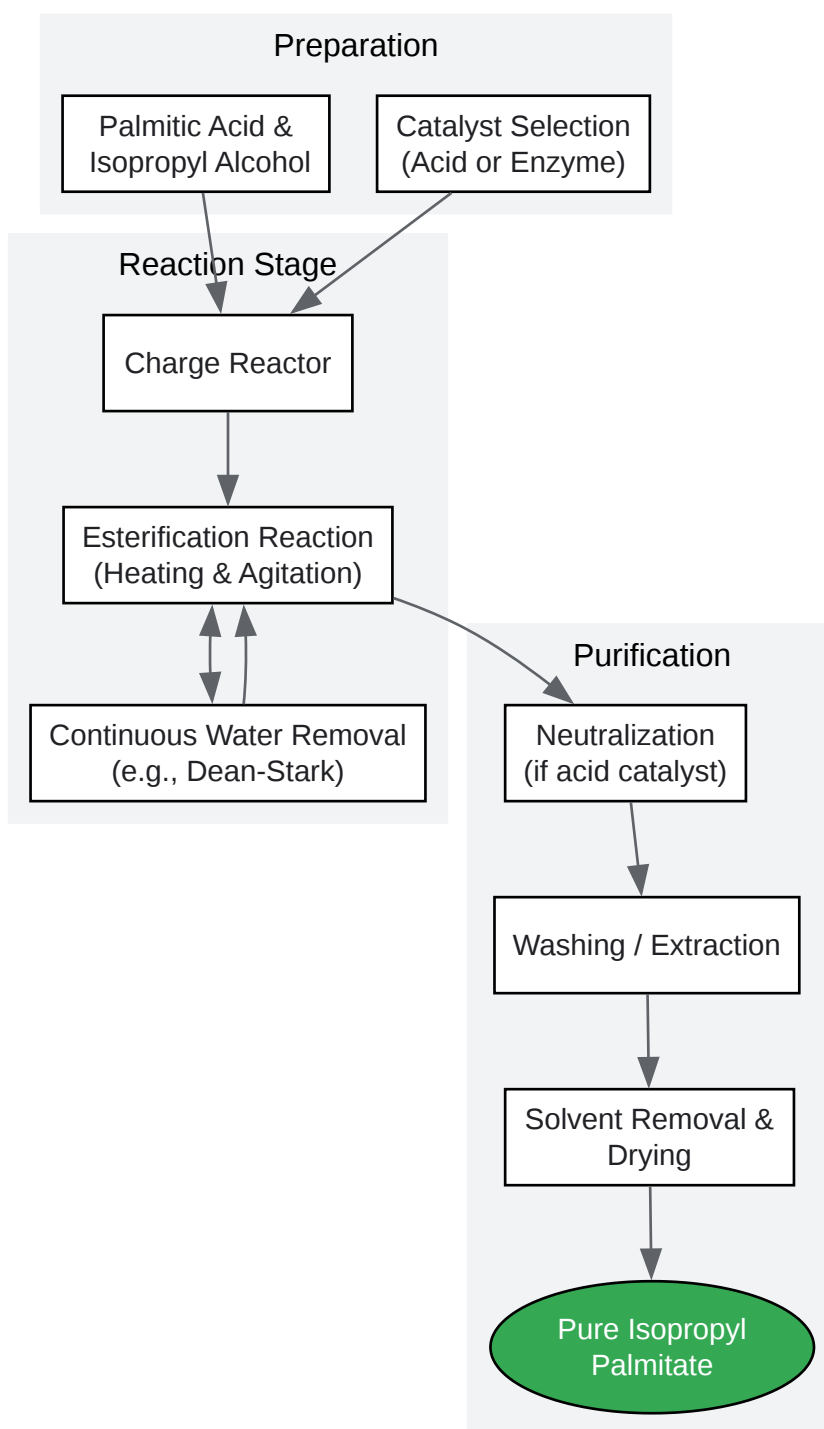 Preparation
Palmitic Acid &
Isopropyl Alcohol
Catalyst Selection
(Acid or Enzyme)
Reaction Stage
Charge Reactor
Esterification Reaction
(Heating & Agitation)
Continuous Water Removal
(e.g., Dean-Stark)
Purification
Neutralization
(if acid catalyst)
Washing / Extraction
Solvent Removal &
Drying
Pure Isopropyl
Palmitate